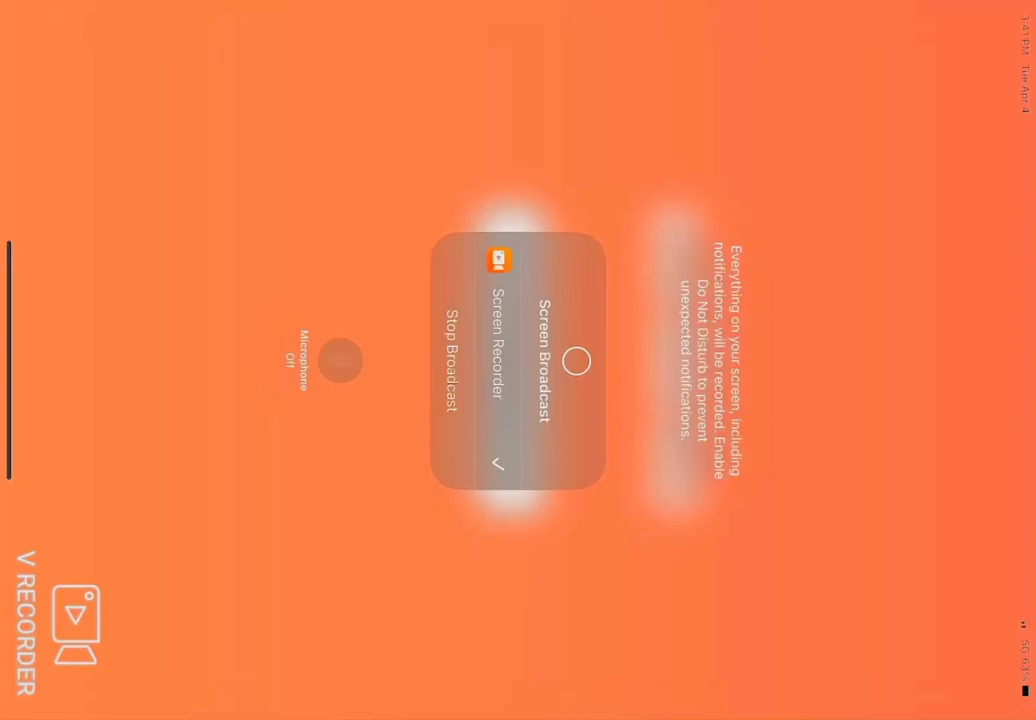 3:41 PM Tue Apr 4
5G 63%
Everything on your screen, including
notifications, will be recorded. Enable
Do Not Disturb to prevent
unexpected notifications.
Screen Broadcast
Screen Recorder
Stop Broadcast
Microphone
Off
V RECORDER